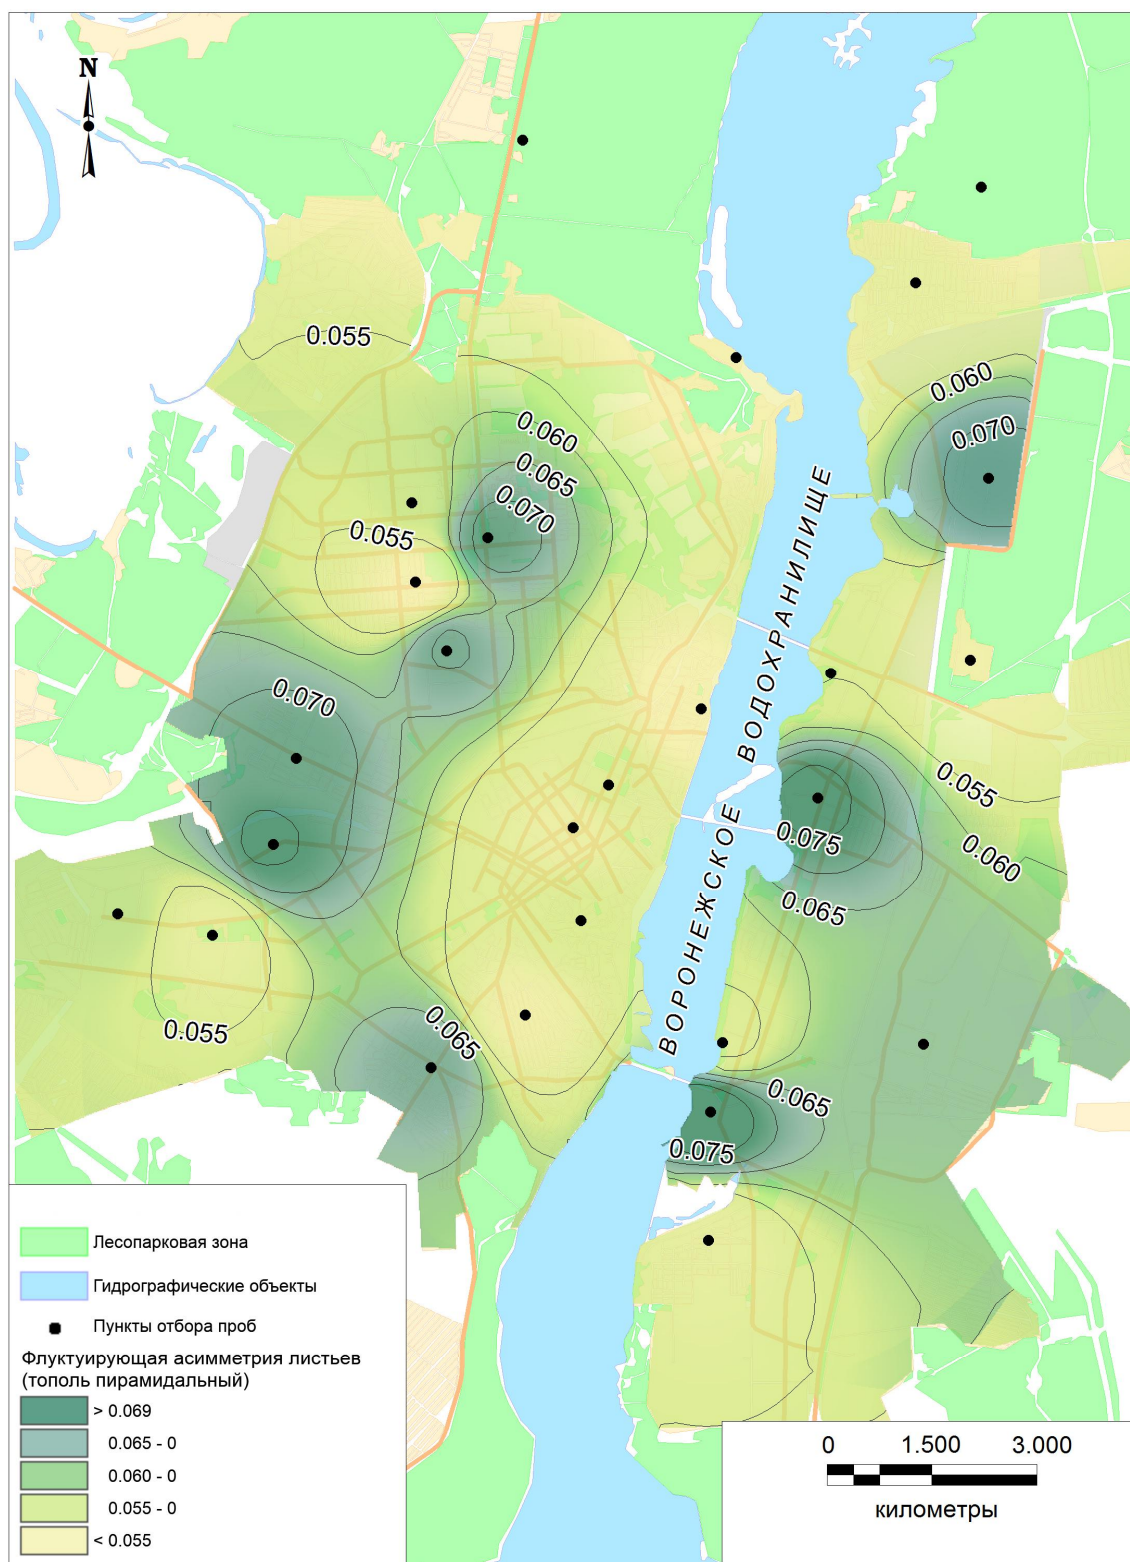 N
0.055
0.060
0.070
0.060
0.065
0.070
0.055
ВОРОНЕЖСКОЕ ВОДОХРАНИЛИЩЕ
0.070
0.055
0.075
0.060
0.065
0.055
0.065
0.065
0.075
Лесопарковая зона
Гидрографические объекты
Пункты отбора проб
Флуктуирующая асимметрия листьев
(тополь пирамидальный)
> 0.069
0.065 - 0
0.060 - 0
0.055 - 0
< 0.055
0 1.500 3.000
километры